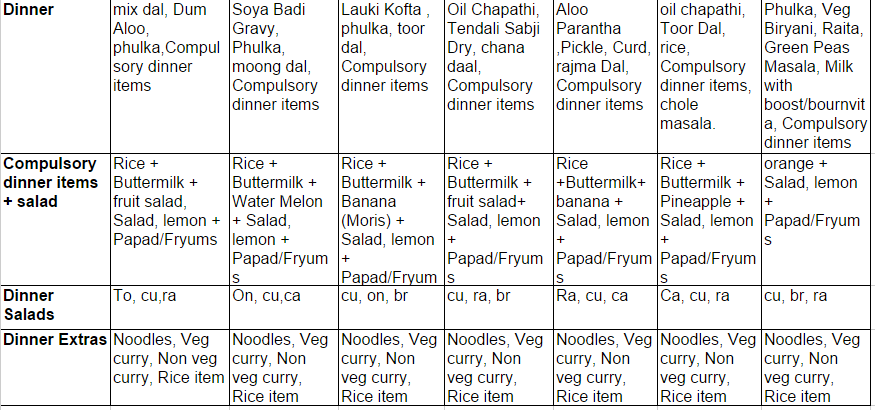 Dinner
mix dal, Dum
Aloo,
phulka,Compul
sory dinner
items
Soya Badi
Gravy,
Phulka,
moong dal,
Compulsory
dinner items
Lauki Kofta ,
phulka, toor
dal,
Compulsory
dinner items
Oil Chapathi,
Tendali Sabji
Dry, chana
daal,
Compulsory
dinner items
Aloo
Parantha
,Pickle, Curd,
rajma Dal,
Compulsory
dinner items
oil chapathi,
Toor Dal,
rice,
Compulsory
dinner items,
chole
masala.
Phulka, Veg
Biryani, Raita,
Green Peas
Masala, Milk
with
boost/bournvit
a, Compulsory
dinner items
Compulsory
dinner items
+ salad
Rice +
Buttermilk +
fruit salad,
Salad, lemon +
Papad/Fryums
Rice +
Buttermilk +
Water Melon
+ Salad,
lemon +
Papad/Fryum
s
Rice +
Buttermilk +
Banana
(Moris) +
Salad, lemon
+
Papad/Fryum
Rice +
Buttermilk +
fruit salad+
Salad, lemon
+
Papad/Fryum
s
Rice
+Buttermilk+
banana +
Salad, lemon
+
Papad/Fryum
s
Rice +
Buttermilk +
Pineapple +
Salad, lemon
+
Papad/Fryum
s
orange +
Salad, lemon
+
Papad/Fryum
s
Dinner
Salads
To, cu,ra
On, cu,ca
cu, on, br
cu, ra, br
Ra, cu, ca
Ca, cu, ra
cu, br, ra
Dinner Extras
Noodles, Veg
curry, Non veg
curry, Rice item
Noodles, Veg
curry, Non
veg curry,
Rice item
Noodles, Veg
curry, Non
veg curry,
Rice item
Noodles, Veg
curry, Non
veg curry,
Rice item
Noodles, Veg
curry, Non
veg curry,
Rice item
Noodles, Veg
curry, Non
veg curry,
Rice item
Noodles, Veg
curry, Non
veg curry,
Rice item